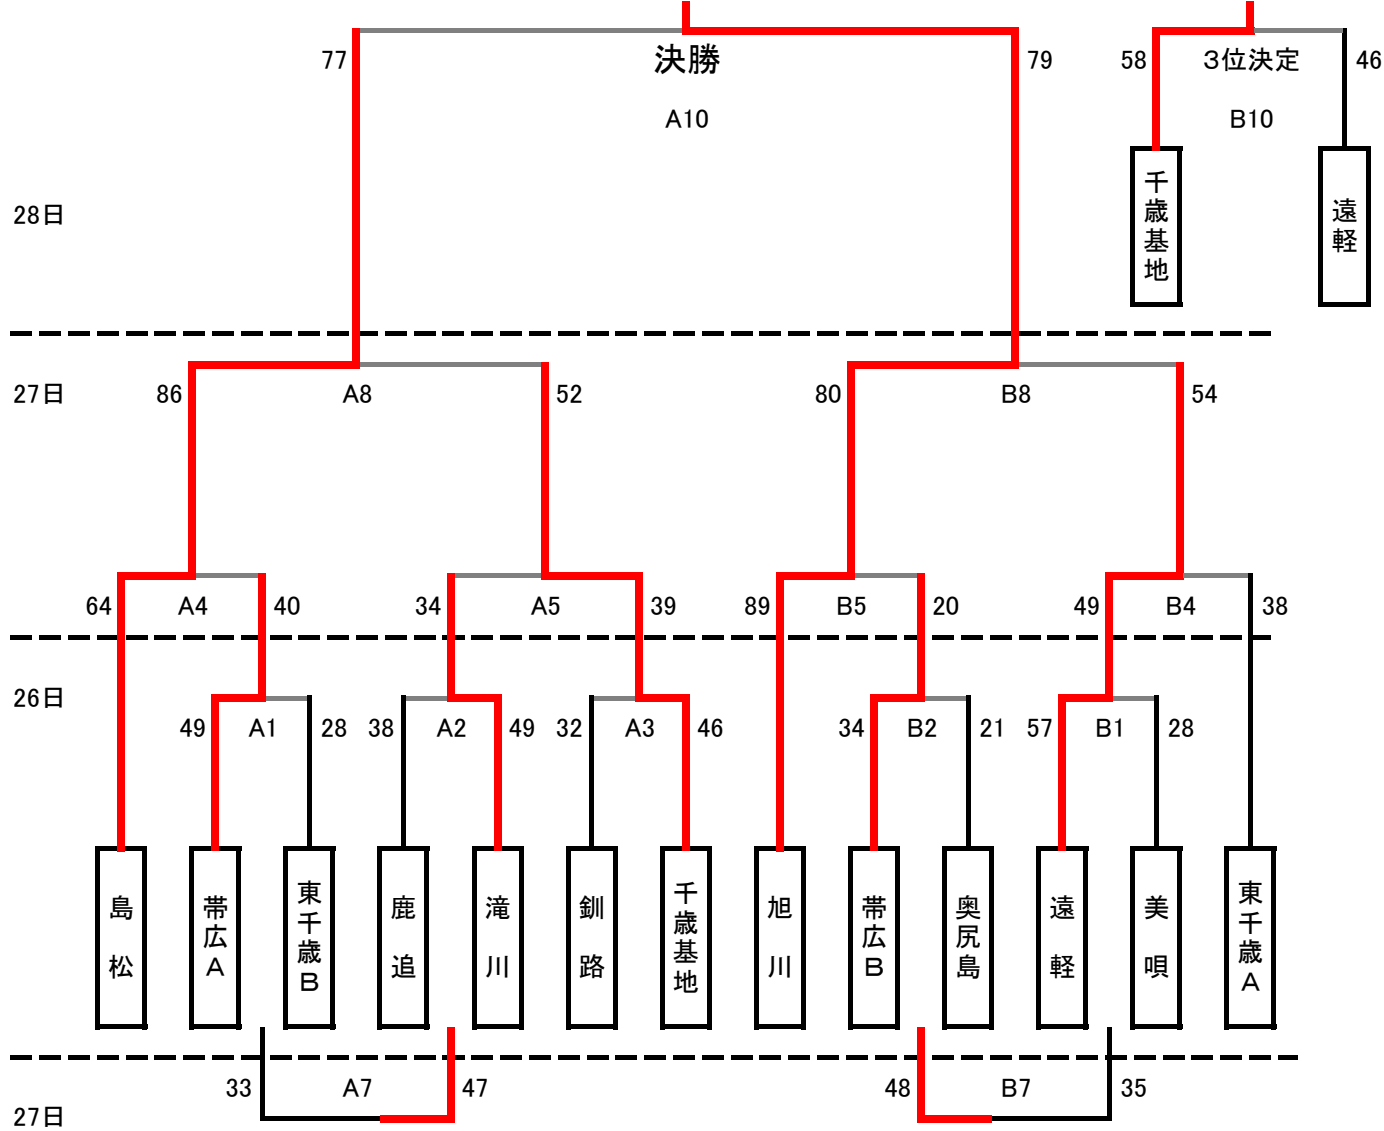 77 決勝 79 58 ３位決定 46
A10 B10
千歳基地 遠軽
28日
27日 86 A8 52 80 B8 54
64 A4 40 34 A5 39 89 B5 20 49 B4 38
26日
49 A1 28 38 A2 49 32 A3 46 34 B2 21 57 B1 28
島松
帯広A
東千歳B
鹿追
滝川
釧路
千歳基地
旭川
帯広B
奥尻島
遠軽
美唄
東千歳A
33 A7 47 48 B7 35
27日